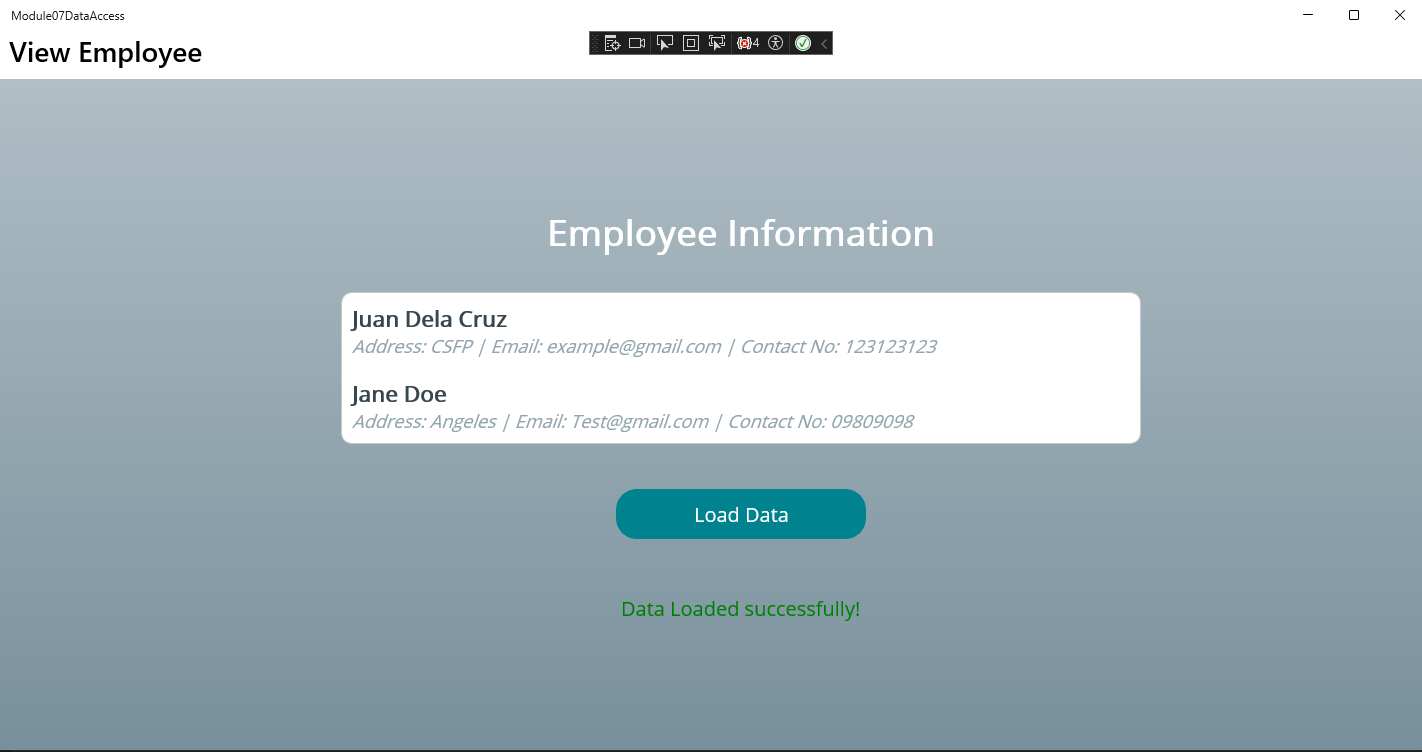 Module07DataAccess
View Employee
4
Employee Information
Juan Dela Cruz
Address: CSFP | Email: example@gmail.com | Contact No: 123123123
Jane Doe
Address: Angeles | Email: Test@gmail.com | Contact No: 09809098
Load Data
Data Loaded successfully!